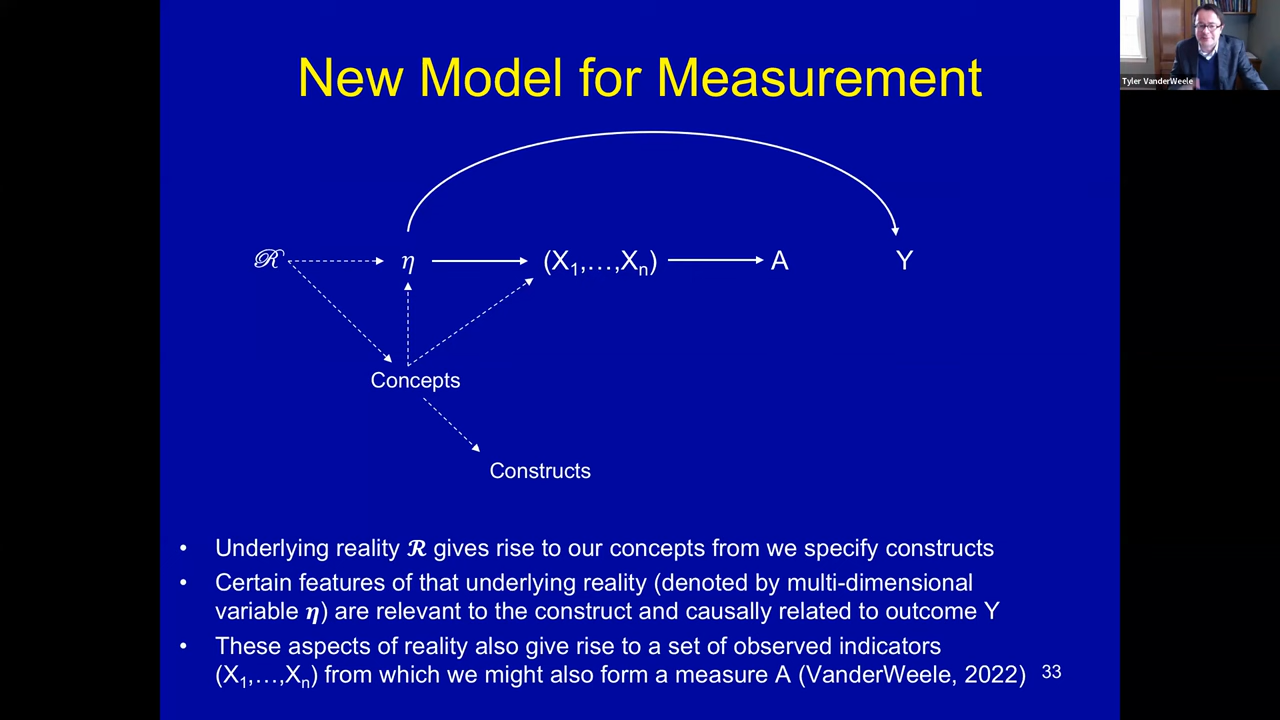 New Model for Measurement
Tyler VanderWeele
ℛ η (X1,…,Xn) A Y
Concepts
Constructs
• Underlying reality 𝓡 gives rise to our concepts from we specify constructs
• Certain features of that underlying reality (denoted by multi-dimensional
variable η) are relevant to the construct and causally related to outcome Y
• These aspects of reality also give rise to a set of observed indicators
(X1,…,Xn) from which we might also form a measure A (VanderWeele, 2022)
33